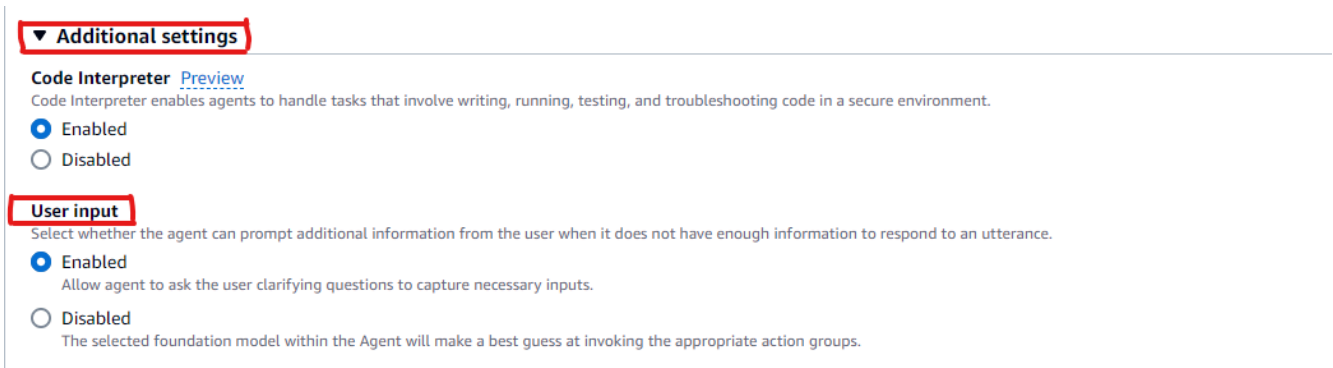 Additional settings
Code Interpreter Preview
Code Interpreter enables agents to handle tasks that involve writing, running, testing, and troubleshooting code in a secure environment.
Enabled
Disabled
User input
Select whether the agent can prompt additional information from the user when it does not have enough information to respond to an utterance.
Enabled
Allow agent to ask the user clarifying questions to capture necessary inputs.
Disabled
The selected foundation model within the Agent will make a best guess at invoking the appropriate action groups.